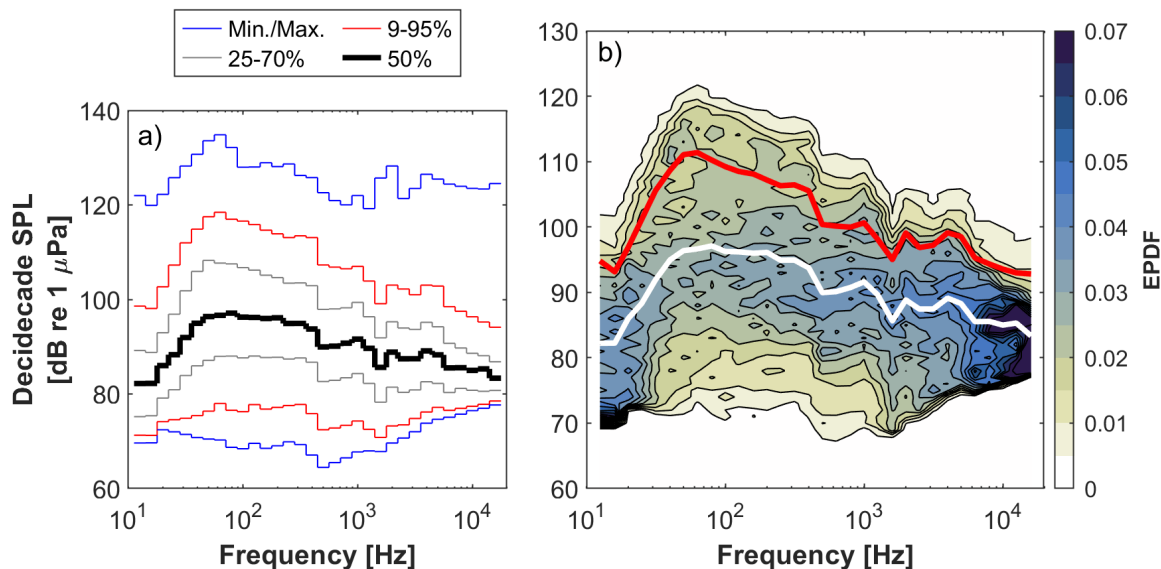 Min./Max. 9-95%
25-70% 50%
a)
140
120
100
80
60
10^1 10^2 10^3 10^4
Decidecade SPL
[dB re 1 μPa]
Frequency [Hz]
b)
130
120
110
100
90
80
70
60
10^1 10^2 10^3 10^4
Frequency [Hz]
0.07
0.06
0.05
0.04
0.03
0.02
0.01
0
EPDF